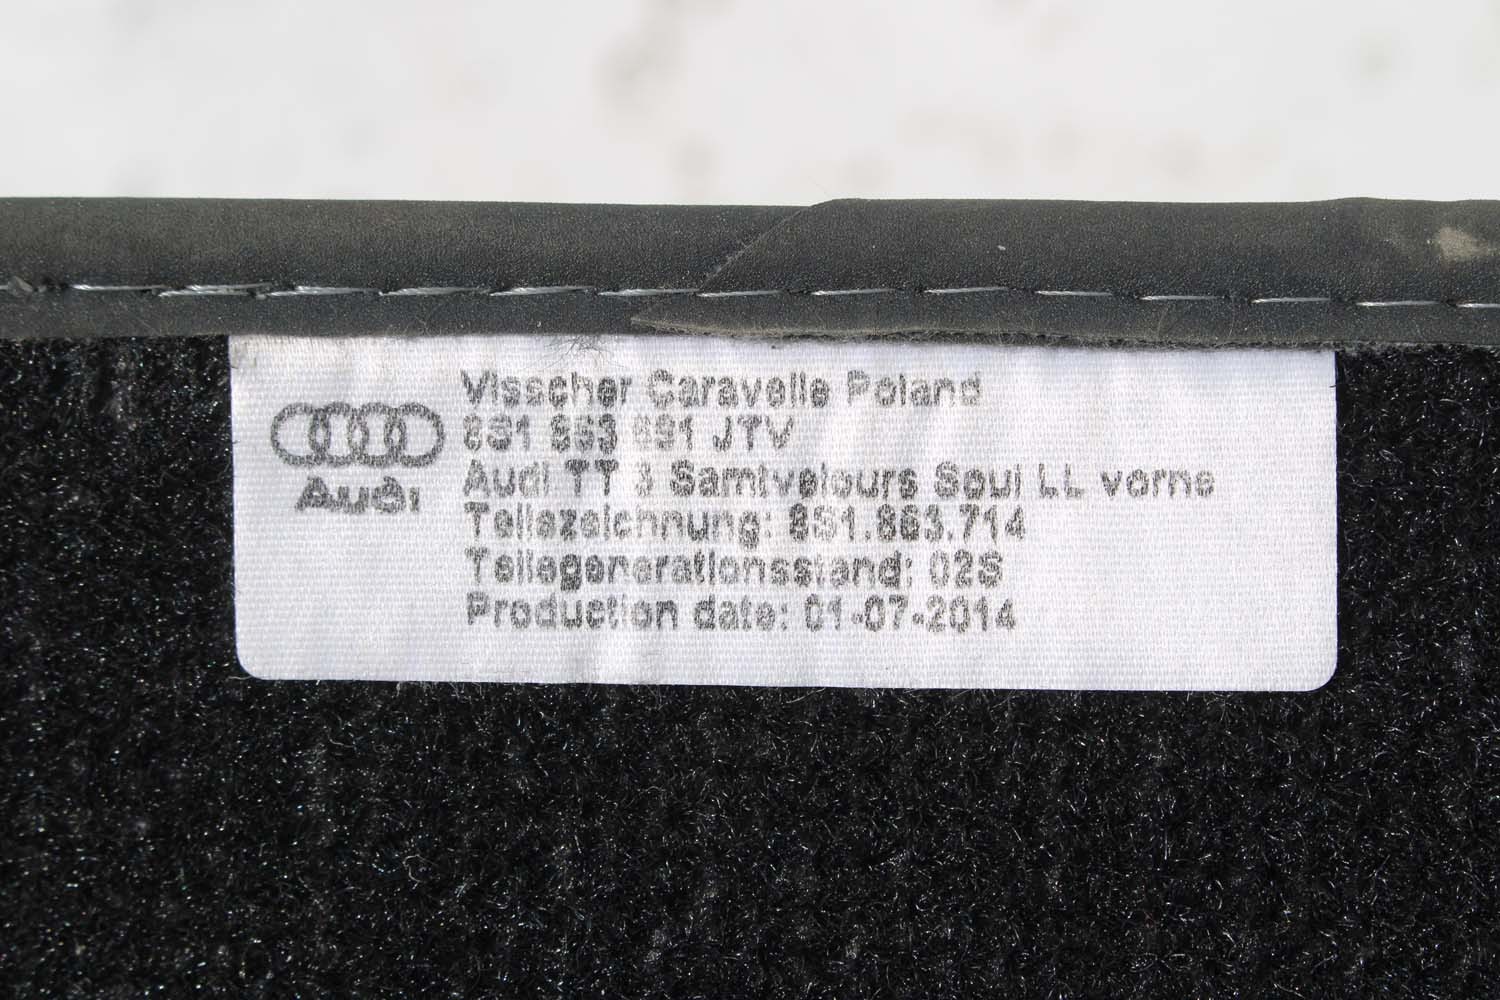 Visscher Caravelle Poland
8S1 863 691 JTV
Audi
Audi TT 3 Samtvelours Soul LL vorne
Teilezeichnung: 8S1.863.714
Teilegenerationsstand: 02S
Production date: 01-07-2014